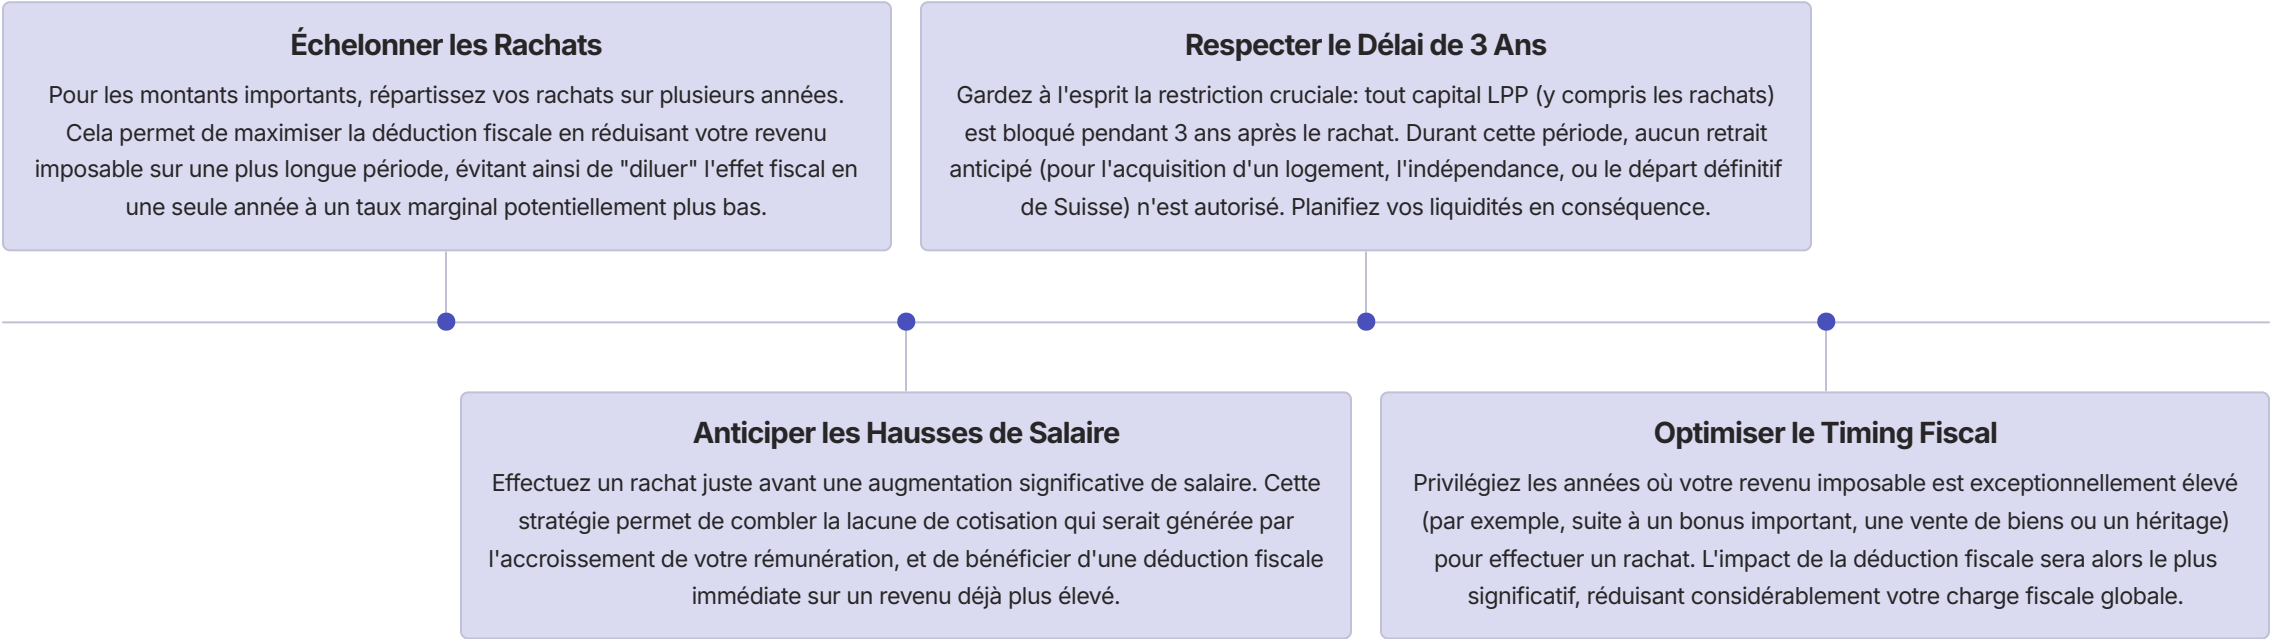 Échelonner les Rachats
Pour les montants importants, répartissez vos rachats sur plusieurs années.
Cela permet de maximiser la déduction fiscale en réduisant votre revenu
imposable sur une plus longue période, évitant ainsi de "diluer" l'effet fiscal en
une seule année à un taux marginal potentiellement plus bas.
Respecter le Délai de 3 Ans
Gardez à l'esprit la restriction cruciale: tout capital LPP (y compris les rachats)
est bloqué pendant 3 ans après le rachat. Durant cette période, aucun retrait
anticipé (pour l'acquisition d'un logement, l'indépendance, ou le départ définitif
de Suisse) n'est autorisé. Planifiez vos liquidités en conséquence.
Anticiper les Hausses de Salaire
Effectuez un rachat juste avant une augmentation significative de salaire. Cette
stratégie permet de combler la lacune de cotisation qui serait générée par
l'accroissement de votre rémunération, et de bénéficier d'une déduction fiscale
immédiate sur un revenu déjà plus élevé.
Optimiser le Timing Fiscal
Privilégiez les années où votre revenu imposable est exceptionnellement élevé
(par exemple, suite à un bonus important, une vente de biens ou un héritage)
pour effectuer un rachat. L'impact de la déduction fiscale sera alors le plus
significatif, réduisant considérablement votre charge fiscale globale.